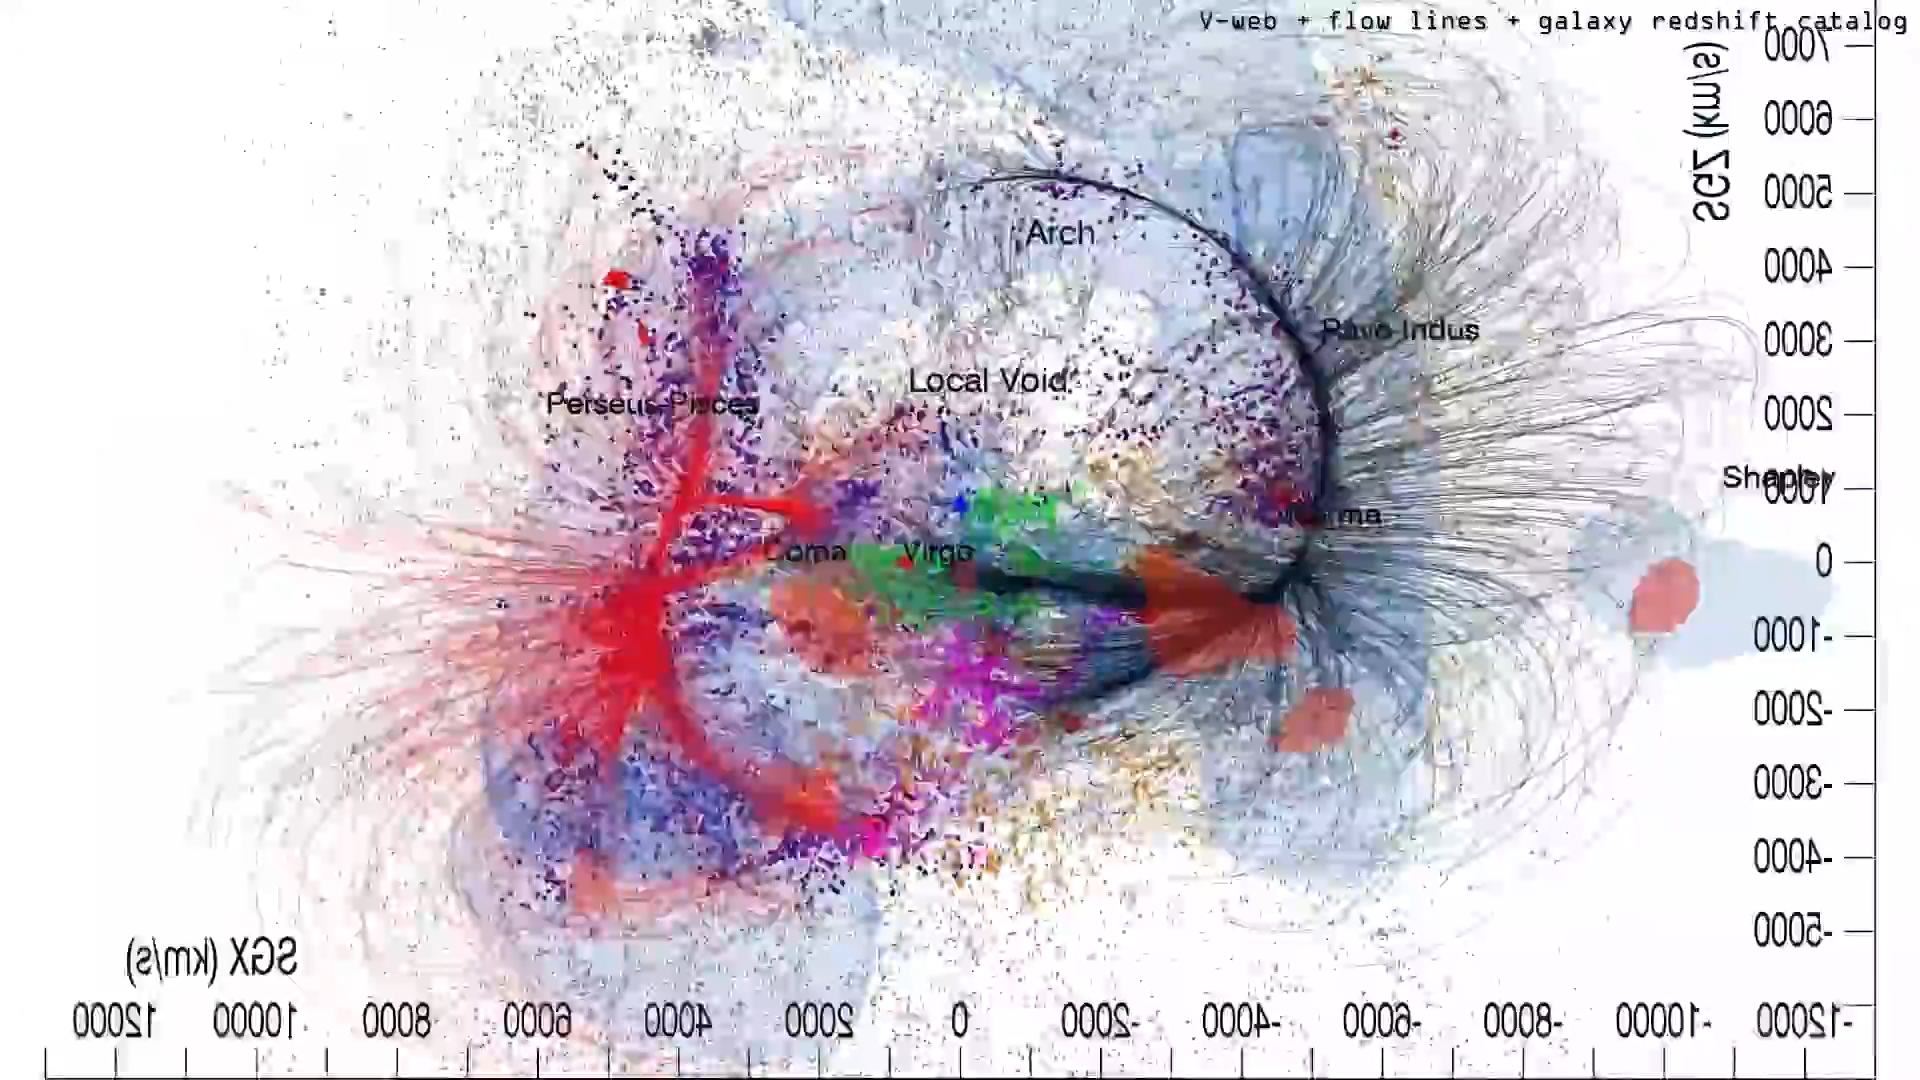 V-web + flow lines + galaxy redshift catalog
7000
SGZ (km/s)
6000
5000
Arch
4000
Pavo-Indus
3000
Local Void
Perseus-Pisces
2000
Shapley
1000
Coma
Virgo
0
-1000
-2000
-3000
-4000
-5000
SGX (km/s)
12000
10000
8000
6000
4000
2000
0
-2000
-4000
-6000
-8000
-10000
-12000